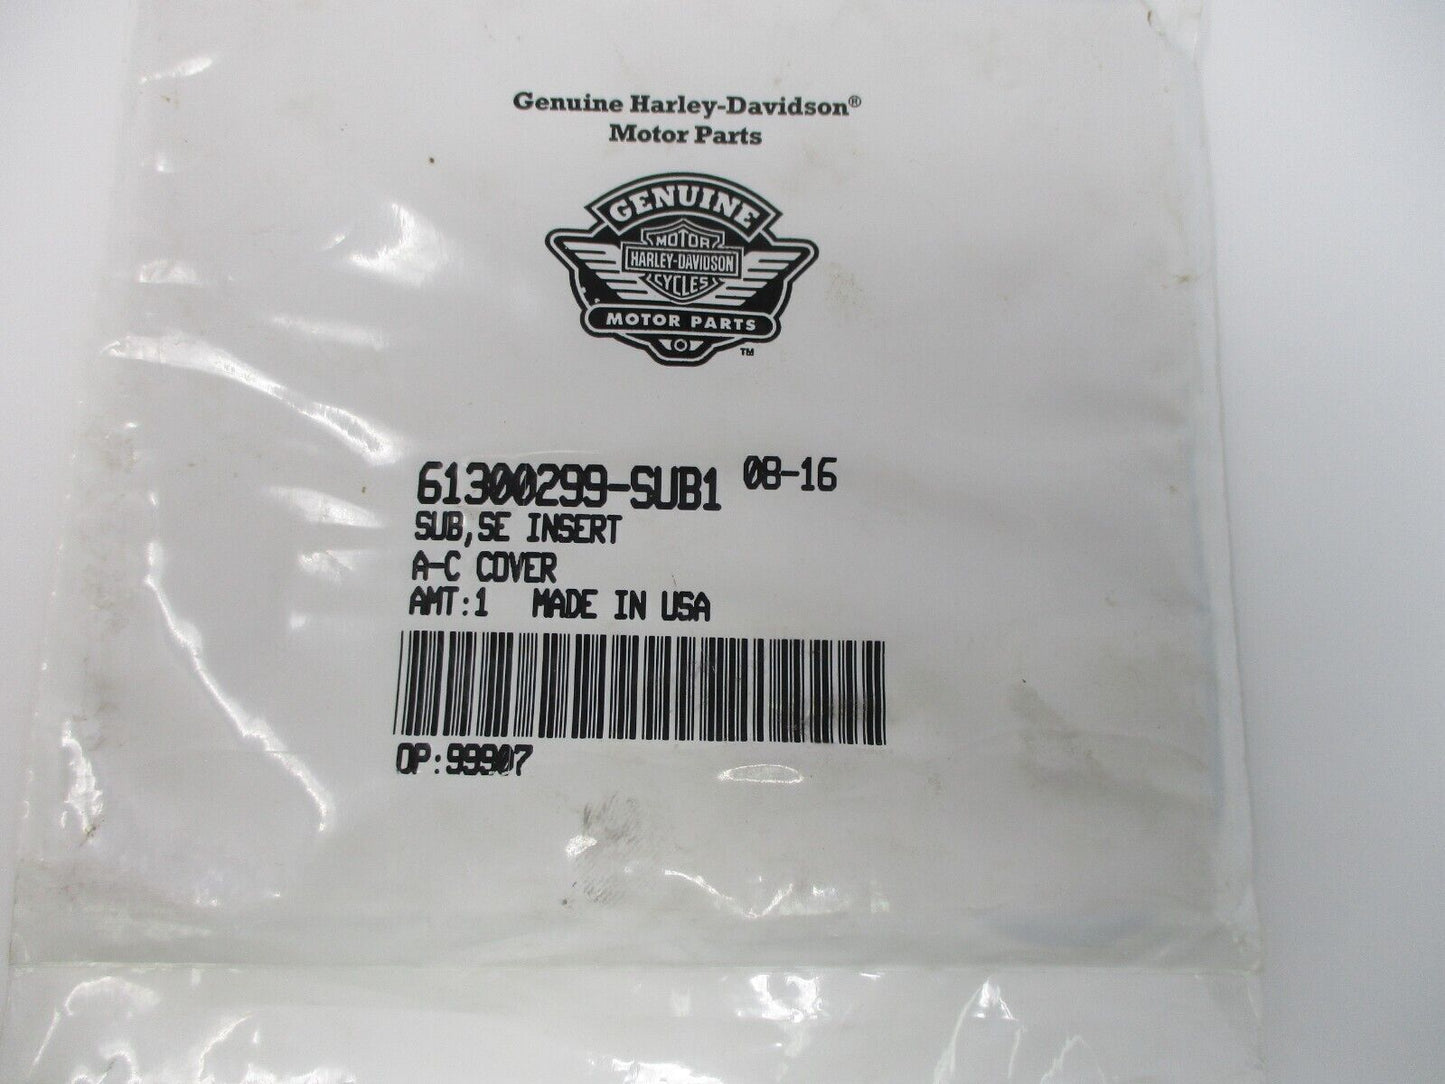 Genuine Harley-Davidson®
Motor Parts
GENUINE
MOTOR
HARLEY-DAVIDSON
CYCLES
MOTOR PARTS
TM
61300299-SUB1 08-16
SUB,SE INSERT
A-C COVER
AMT:1 MADE IN USA
OP:99907